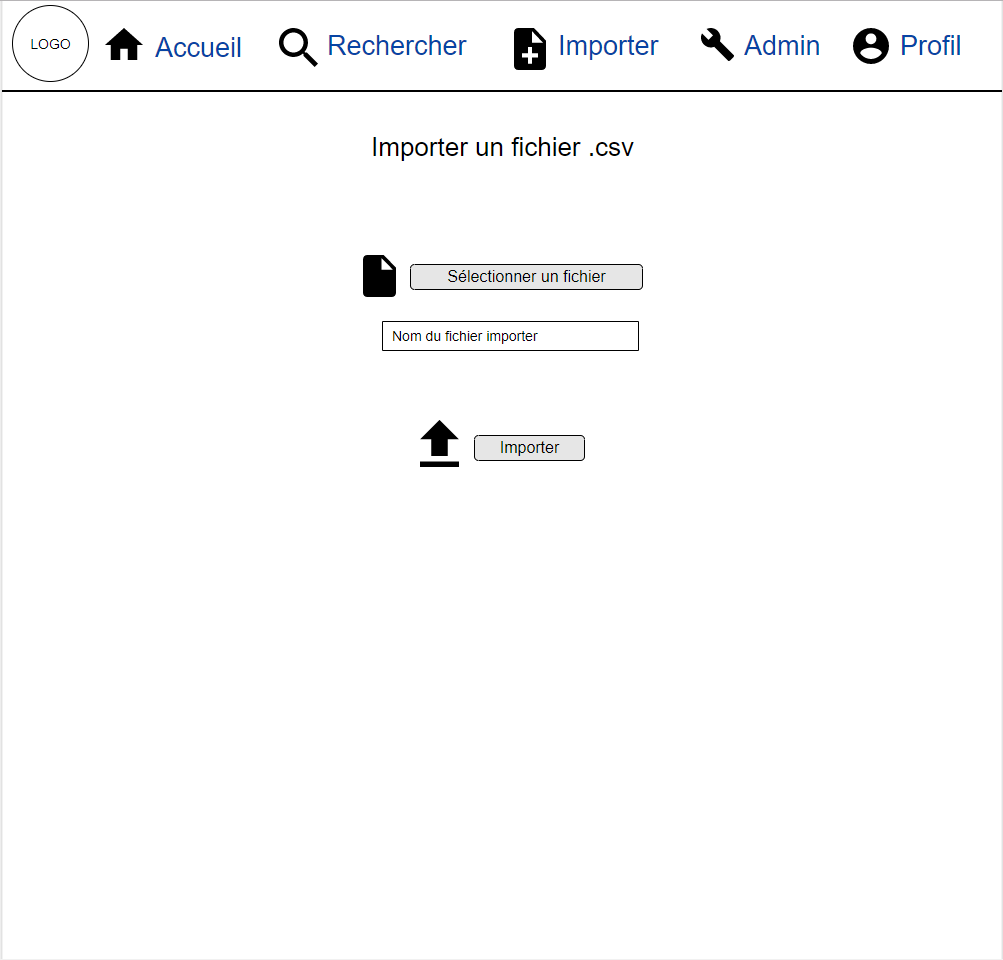 LOGO
Accueil
Rechercher
Importer
Admin
Profil
Importer un fichier .csv
Sélectionner un fichier
Nom du fichier importer
Importer